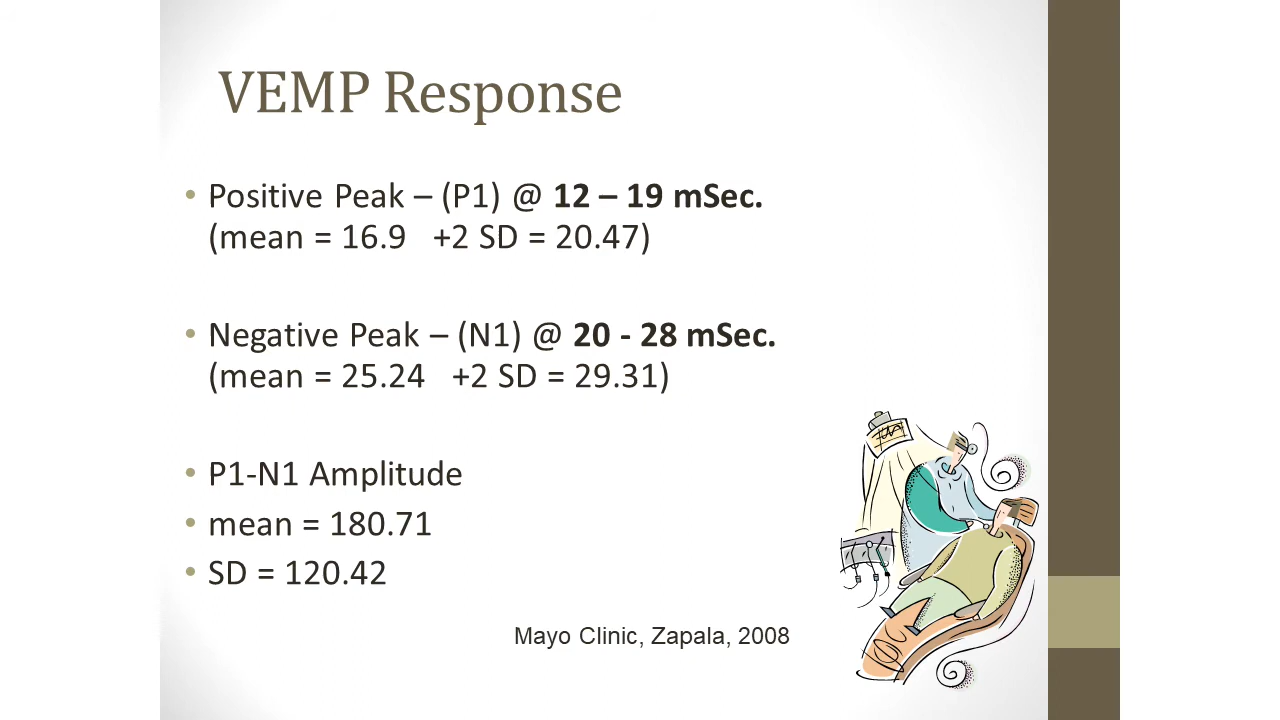 VEMP Response
• Positive Peak – (P1) @ 12 – 19 mSec.
(mean = 16.9 +2 SD = 20.47)
• Negative Peak – (N1) @ 20 - 28 mSec.
(mean = 25.24 +2 SD = 29.31)
• P1-N1 Amplitude
• mean = 180.71
• SD = 120.42
Mayo Clinic, Zapala, 2008